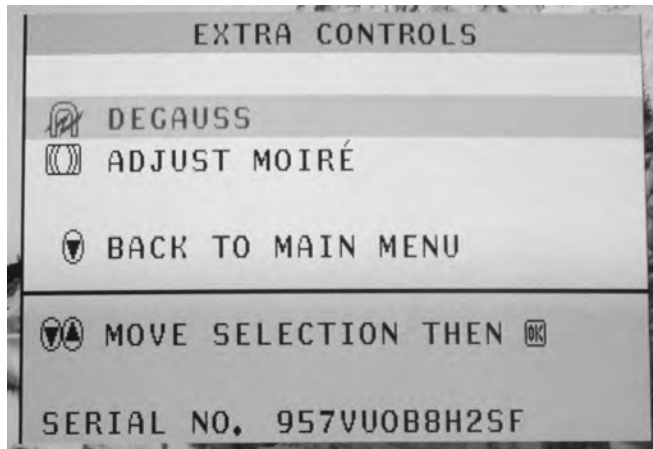 EXTRA CONTROLS
DEGAUSS
ADJUST MOIRÉ
BACK TO MAIN MENU
MOVE SELECTION THEN OK
SERIAL NO. 957VUOB8H2SF